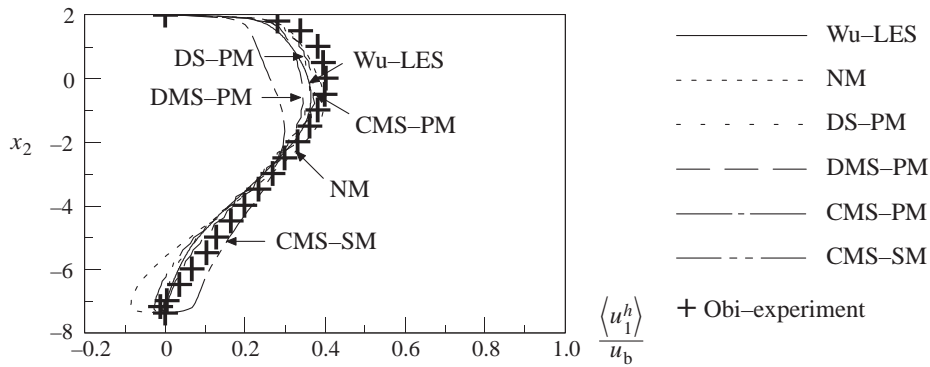 2
0
–2
–4
–6
–8
x2
–0.2
0
0.2
0.4
0.6
0.8
1.0
⟨u1^h⟩
ub
DS–PM
Wu–LES
DMS–PM
CMS–PM
NM
CMS–SM
Wu–LES
NM
DS–PM
DMS–PM
CMS–PM
CMS–SM
Obi–experiment